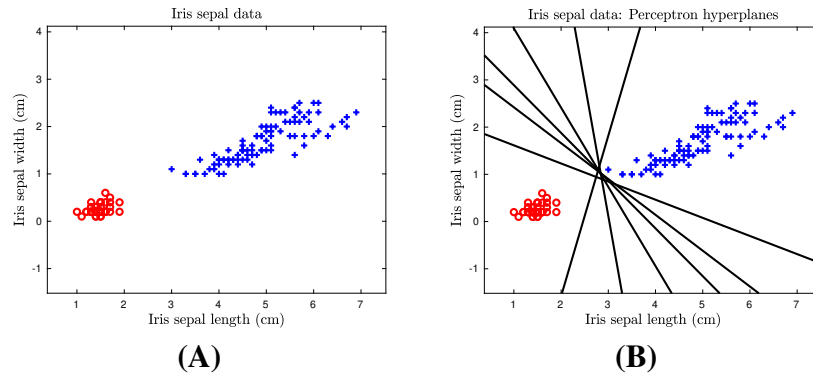 Iris sepal data
Iris sepal width (cm)
4
3
2
1
0
-1
1 2 3 4 5 6 7
Iris sepal length (cm)
(A)
Iris sepal data: Perceptron hyperplanes
Iris sepal width (cm)
4
3
2
1
0
-1
1 2 3 4 5 6 7
Iris sepal length (cm)
(B)